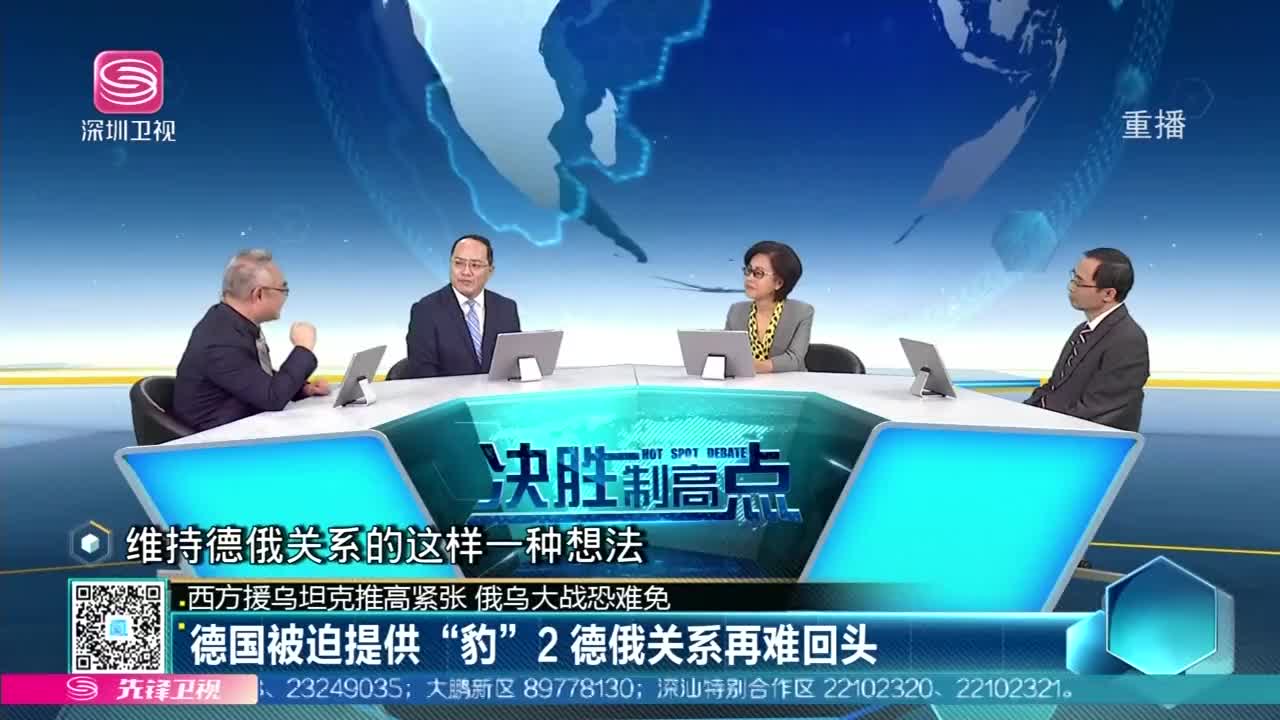 深圳卫视
重播
HOT SPOT DEBATE
决胜制高点
维持德俄关系的这样一种想法
西方援乌坦克推高紧张 俄乌大战恐难免
德国被迫提供“豹”2 德俄关系再难回头
先锋卫视
、23249035；大鹏新区 89778130；深汕特别合作区 22102320、22102321。